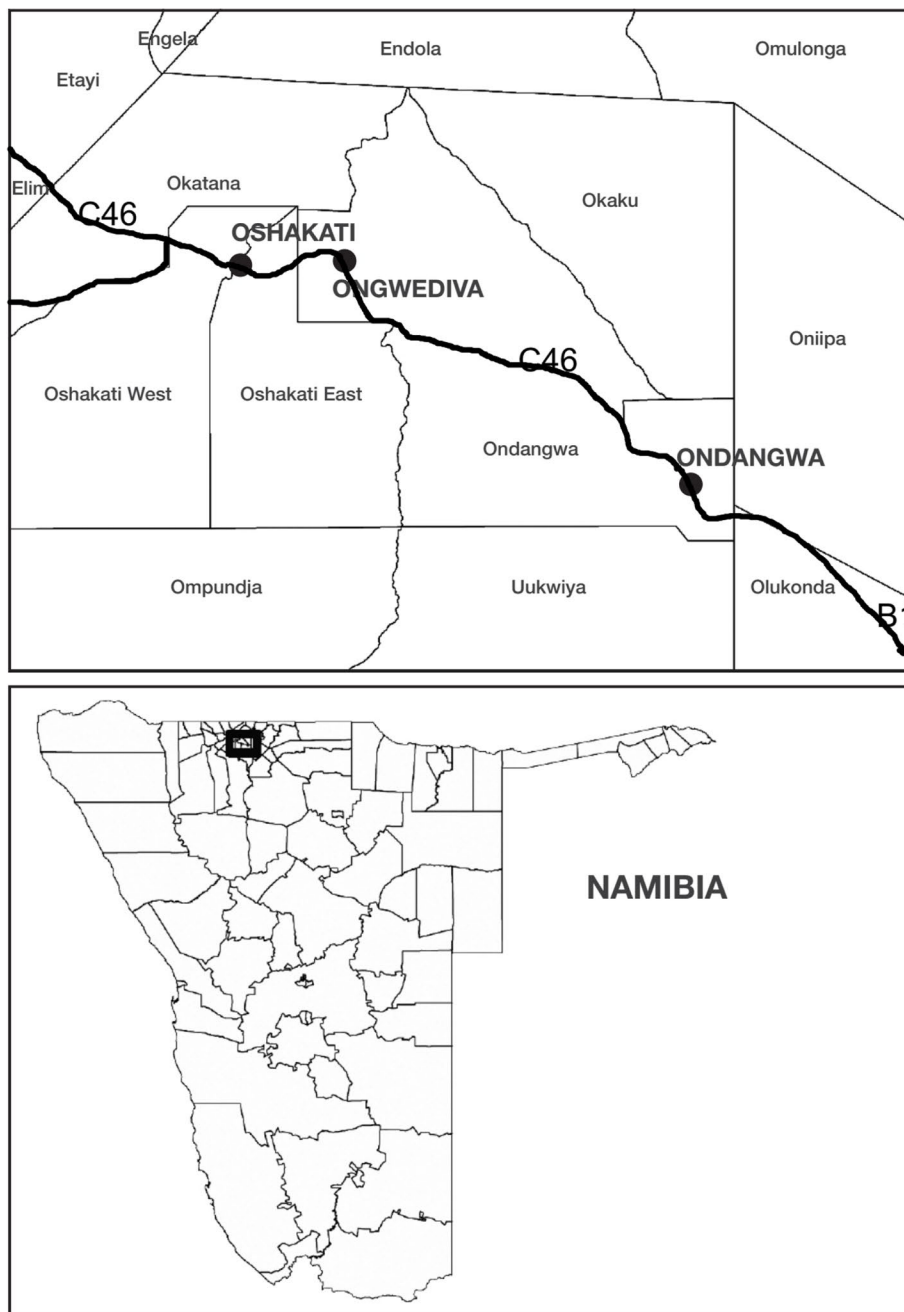 Engela
Endola
Omulonga
Etayi
Elim
Okatana
Okaku
C46
OSHAKATI
ONGWEDIVA
Oniipa
C46
Oshakati West
Oshakati East
Ondangwa
ONDANGWA
Ompundja
Uukwiya
Olukonda
B1
NAMIBIA